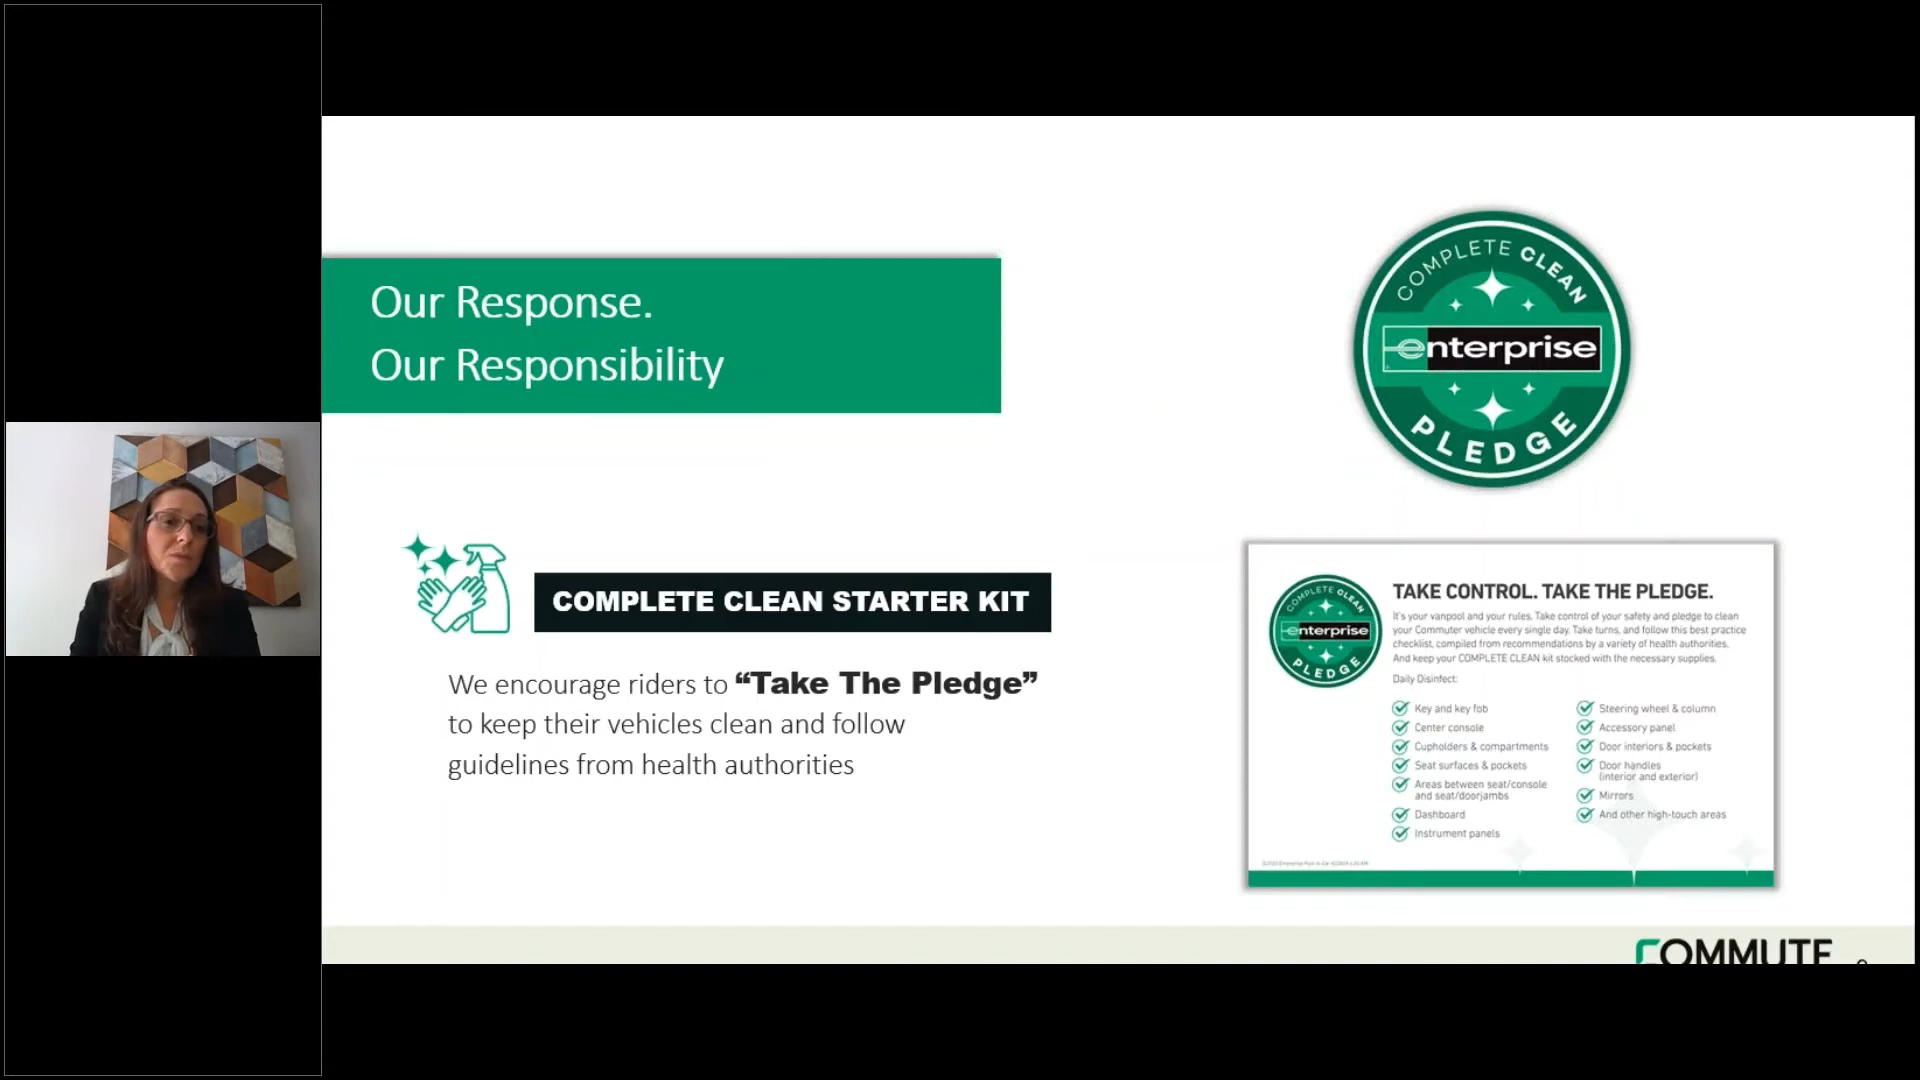 Our Response.
Our Responsibility
COMPLETE CLEAN
enterprise
PLEDGE
COMPLETE CLEAN STARTER KIT
We encourage riders to “Take The Pledge”
to keep their vehicles clean and follow
guidelines from health authorities
COMPLETE CLEAN
enterprise
PLEDGE
TAKE CONTROL. TAKE THE PLEDGE.
It's your vanpool and your rules. Take control of your safety and pledge to clean
your Commuter vehicle every single day. Take turns, and follow this best practice
checklist, compiled from recommendations by a variety of health authorities.
And keep your COMPLETE CLEAN kit stocked with the necessary supplies.
Daily Disinfect:
Key and key fob
Center console
Cupholders & compartments
Seat surfaces & pockets
Areas between seat/console
and seat/doorjambs
Dashboard
Instrument panels
Steering wheel & column
Accessory panel
Door interiors & pockets
Door handles
(interior and exterior)
Mirrors
And other high-touch areas
COMMUTE